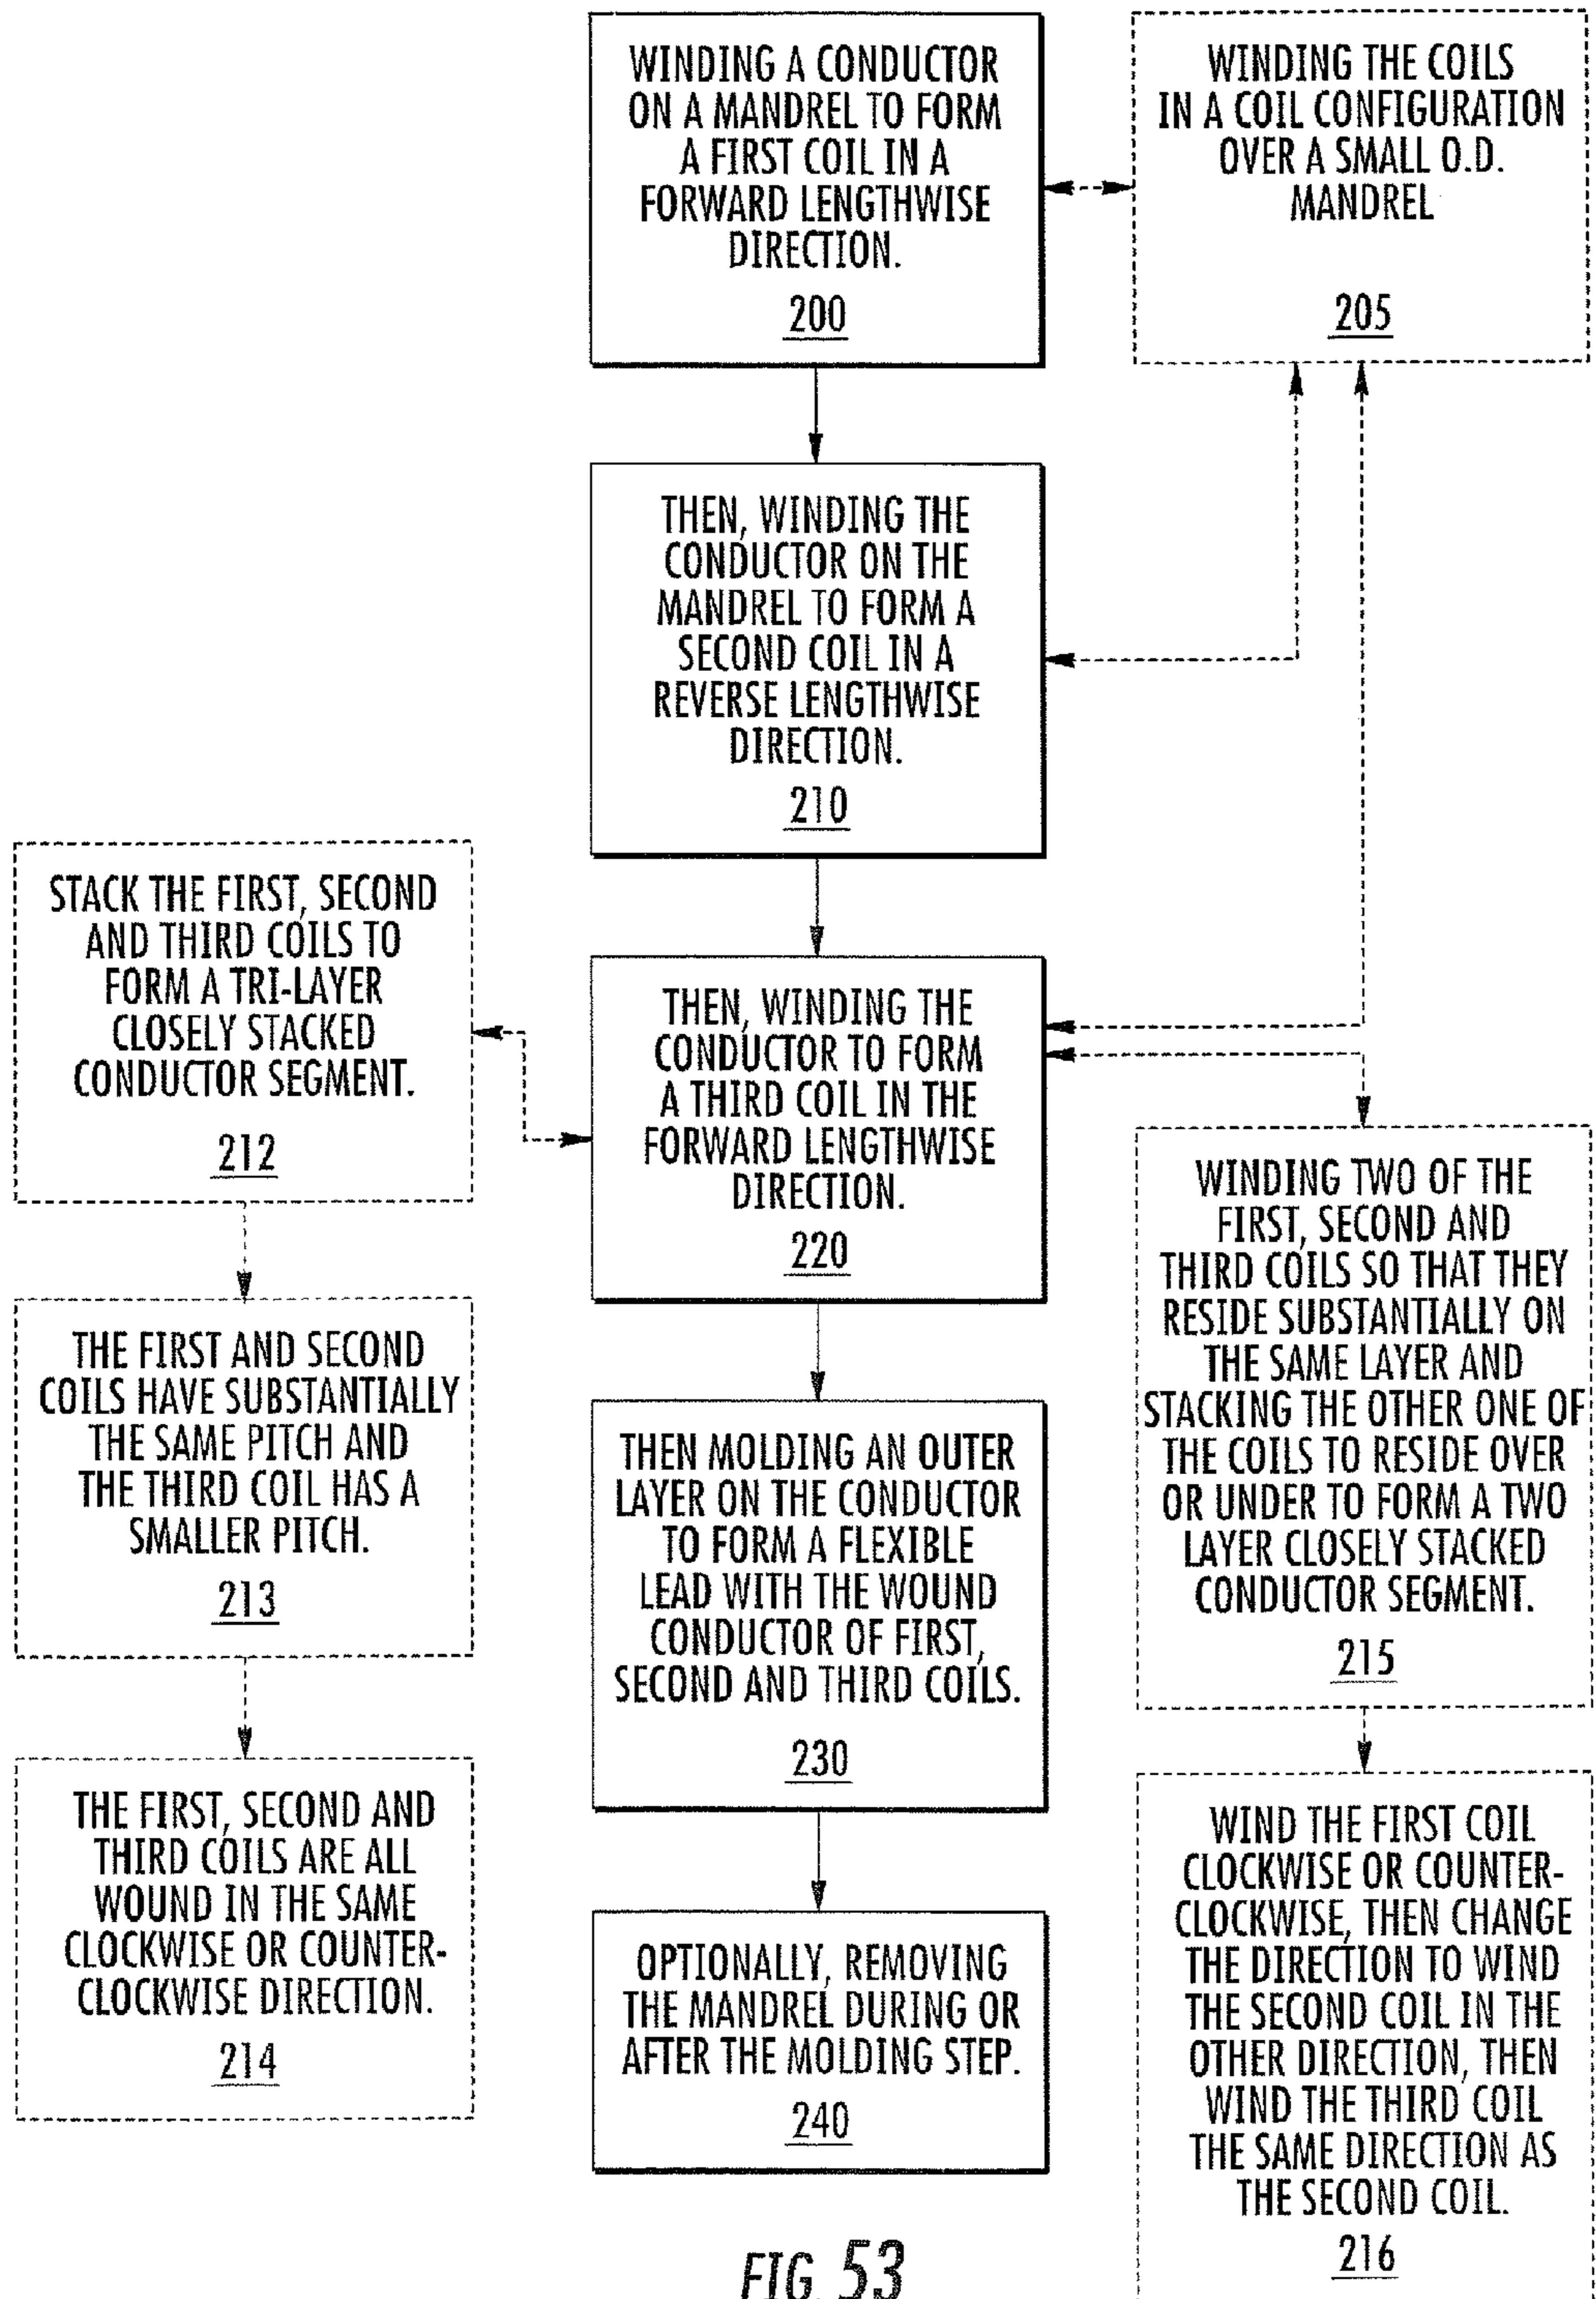 WINDING A CONDUCTOR
ON A MANDREL TO FORM
A FIRST COIL IN A
FORWARD LENGTHWISE
DIRECTION.
200
WINDING THE COILS
IN A COIL CONFIGURATION
OVER A SMALL O.D.
MANDREL
205
THEN, WINDING THE
CONDUCTOR ON THE
MANDREL TO FORM A
SECOND COIL IN A
REVERSE LENGTHWISE
DIRECTION.
210
STACK THE FIRST, SECOND
AND THIRD COILS TO
FORM A TRI-LAYER
CLOSELY STACKED
CONDUCTOR SEGMENT.
212
THEN, WINDING THE
CONDUCTOR TO FORM
A THIRD COIL IN THE
FORWARD LENGTHWISE
DIRECTION.
220
WINDING TWO OF THE
FIRST, SECOND AND
THIRD COILS SO THAT THEY
RESIDE SUBSTANTIALLY ON
THE SAME LAYER AND
STACKING THE OTHER ONE OF
THE COILS TO RESIDE OVER
OR UNDER TO FORM A TWO
LAYER CLOSELY STACKED
CONDUCTOR SEGMENT.
215
THE FIRST AND SECOND
COILS HAVE SUBSTANTIALLY
THE SAME PITCH AND
THE THIRD COIL HAS A
SMALLER PITCH.
213
THEN MOLDING AN OUTER
LAYER ON THE CONDUCTOR
TO FORM A FLEXIBLE
LEAD WITH THE WOUND
CONDUCTOR OF FIRST,
SECOND AND THIRD COILS.
230
THE FIRST, SECOND AND
THIRD COILS ARE ALL
WOUND IN THE SAME
CLOCKWISE OR COUNTER-
CLOCKWISE DIRECTION.
214
OPTIONALLY, REMOVING
THE MANDREL DURING OR
AFTER THE MOLDING STEP.
240
WIND THE FIRST COIL
CLOCKWISE OR COUNTER-
CLOCKWISE, THEN CHANGE
THE DIRECTION TO WIND
THE SECOND COIL IN THE
OTHER DIRECTION, THEN
WIND THE THIRD COIL
THE SAME DIRECTION AS
THE SECOND COIL.
216
FIG. 53